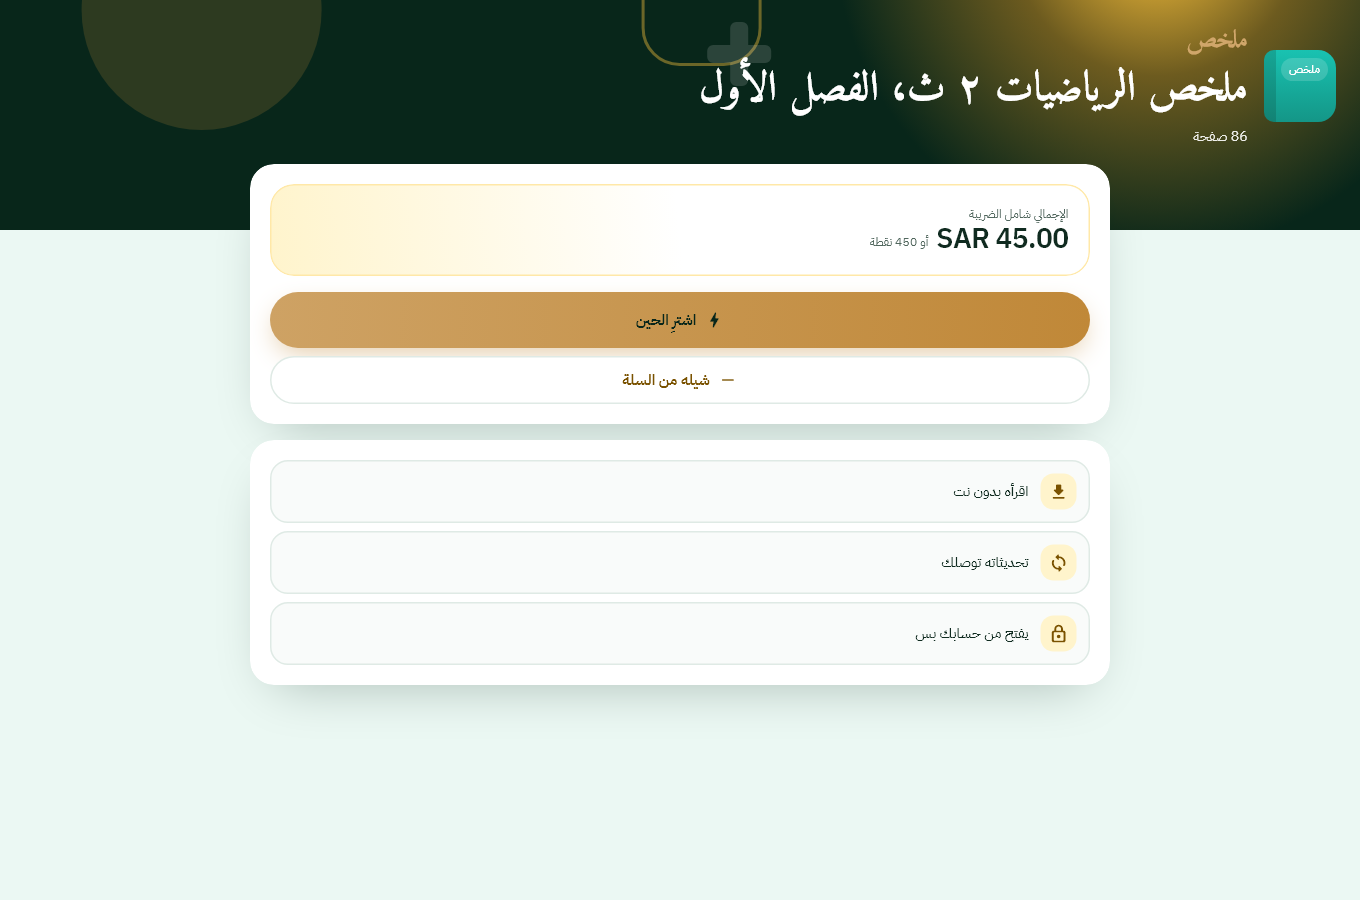 ملخص
ملخص
ملخص الرياضيات ٢ ث، الفصل الأول
86 صفحة
الإجمالي شامل الضريبة
SAR 45.00 أو 450 نقطة
اشترِ الحين
شيله من السلة
اقرأه بدون نت
تحديثاته توصلك
يفتح من حسابك بس